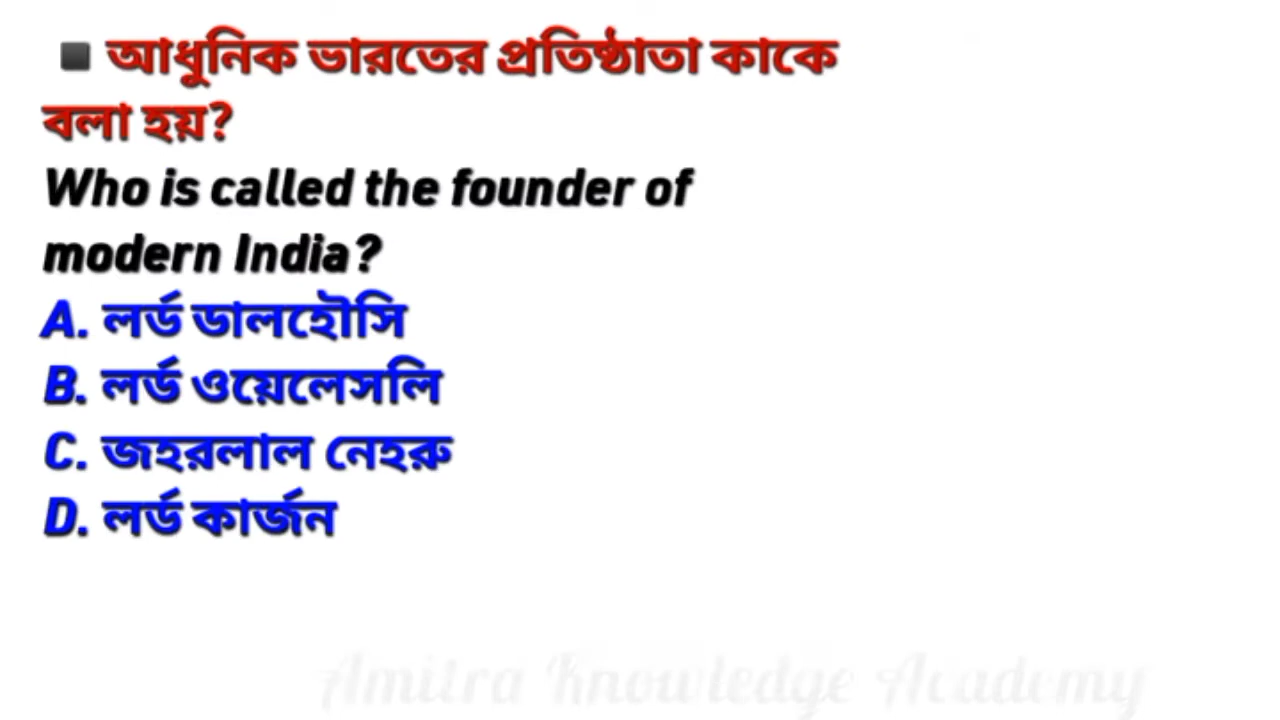 ▪ আধুনিক ভারতের প্রতিষ্ঠাতা কাকে
বলা হয়?
Who is called the founder of
modern India?
A. লর্ড ডালহৌসি
B. লর্ড ওয়েলেসলি
C. জহরলাল নেহরু
D. লর্ড কার্জন
Amitra Knowledge Academy